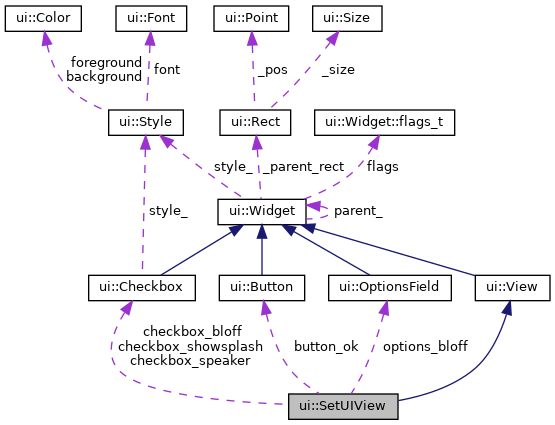 ui::Color
ui::Font
ui::Point
ui::Size
foreground
background
font
_pos
_size
ui::Style
ui::Rect
ui::Widget::flags_t
style_
_parent_rect
flags
style_
ui::Widget
parent_
ui::Checkbox
ui::Button
ui::OptionsField
ui::View
checkbox_bloff
checkbox_showsplash
checkbox_speaker
button_ok
options_bloff
ui::SetUIView